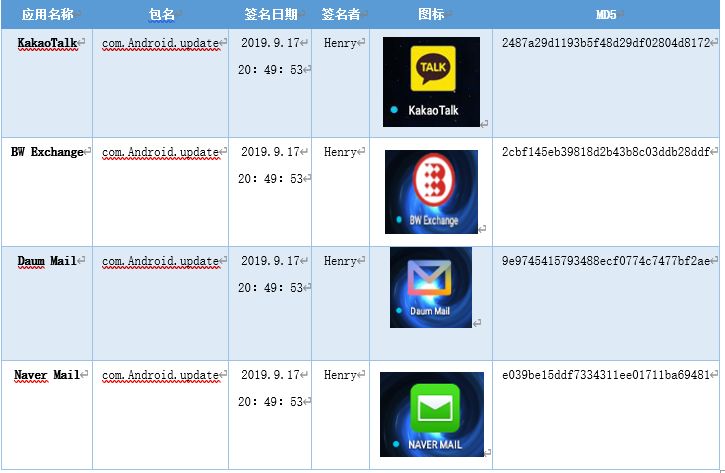 应用名称 包名 签名日期 签名者 图标 MD5
KakaoTalk com.Android.update 2019.9.17 Henry 2487a29d1193b5f48d29df02804d8172
20：49：53
TALK
KakaoTalk
BW Exchange com.Android.update 2019.9.17 Henry 2cbf145eb39818d2b43b8c03ddb28ddf
20：49：53
BW Exchange
Daum Mail com.Android.update 2019.9.17 Henry 9e9745415793488ecf0774c7477bf2ae
20：49：53
Daum Mail
Naver Mail com.Android.update 2019.9.17 Henry e039be15ddf7334311ee01711ba69481
20：49：53
NAVER MAIL